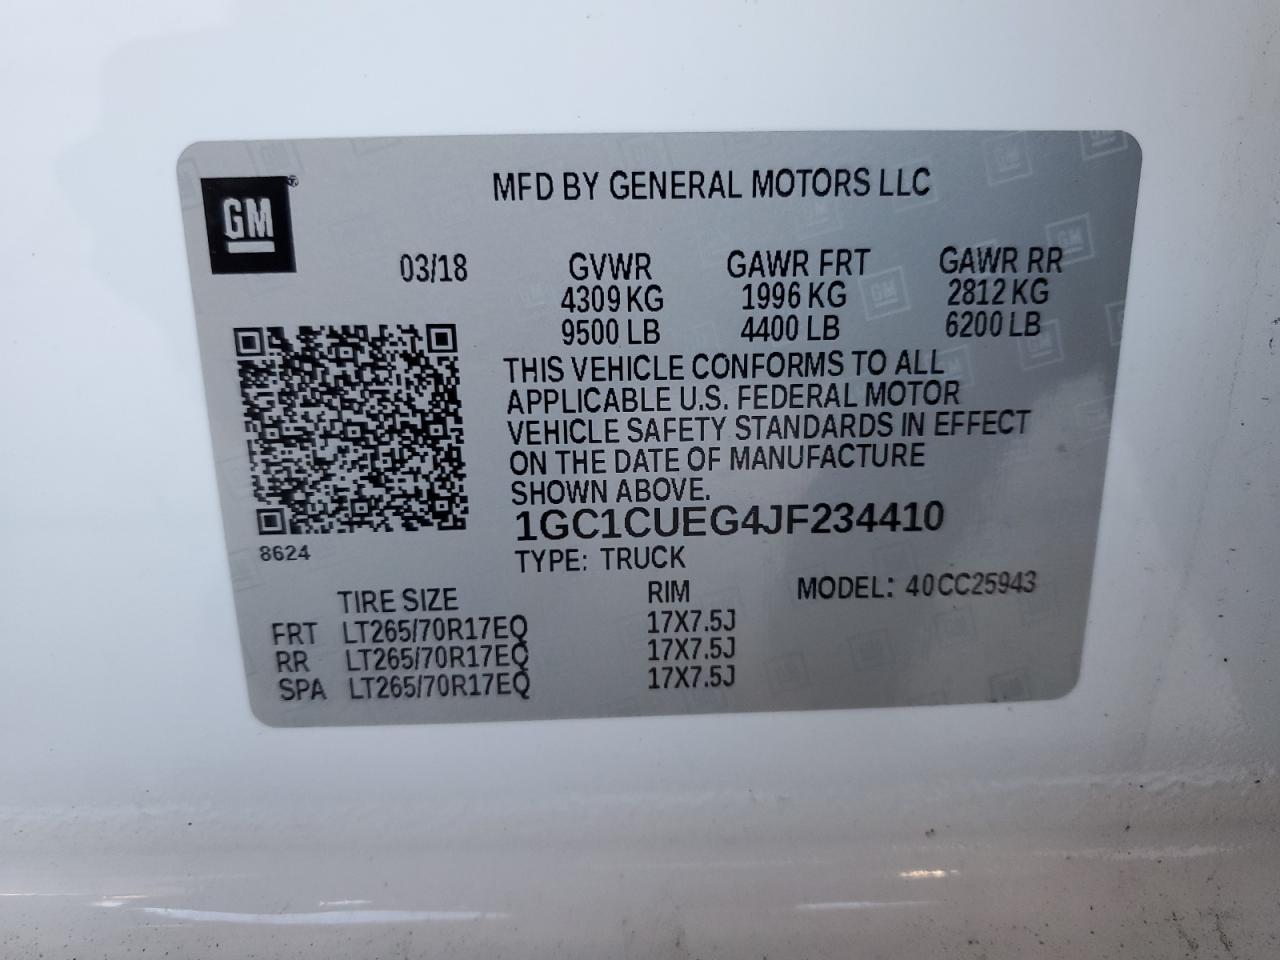 GM
MFD BY GENERAL MOTORS LLC
03/18 GVWR GAWR FRT GAWR RR
4309 KG 1996 KG 2812 KG
9500 LB 4400 LB 6200 LB
THIS VEHICLE CONFORMS TO ALL
APPLICABLE U.S. FEDERAL MOTOR
VEHICLE SAFETY STANDARDS IN EFFECT
ON THE DATE OF MANUFACTURE
SHOWN ABOVE.
1GC1CUEG4JF234410
8624
TYPE: TRUCK
TIRE SIZE RIM MODEL: 40CC25943
FRT LT265/70R17EQ 17X7.5J
RR LT265/70R17EQ 17X7.5J
SPA LT265/70R17EQ 17X7.5J